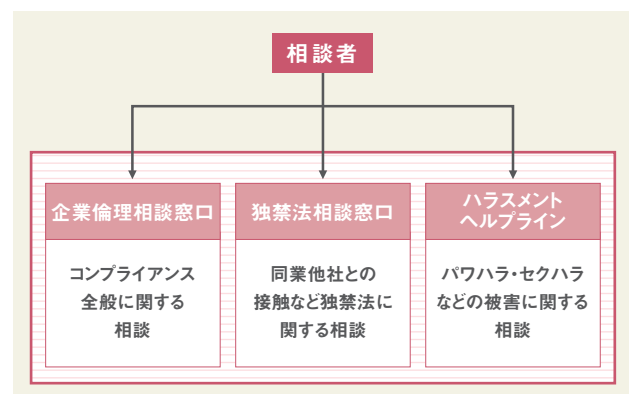 相談者
企業倫理相談窓口
コンプライアンス
全般に関する
相談
独禁法相談窓口
同業他社との
接触など独禁法に
関する相談
ハラスメント
ヘルプライン
パワハラ・セクハラ
などの被害に関する
相談